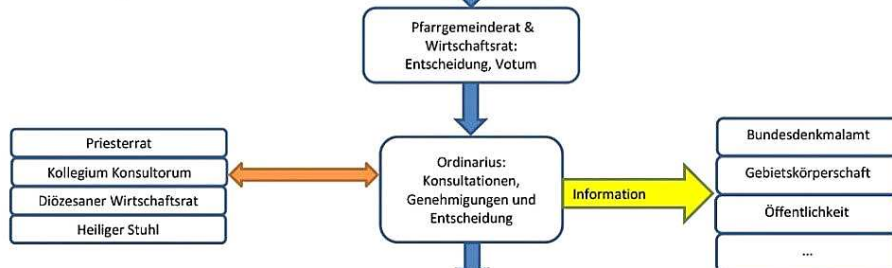 Pfarrgemeinderat &
Wirtschaftsrat:
Entscheidung, Votum
Priesterrat
Kollegium Konsultorum
Diözesaner Wirtschaftsrat
Heiliger Stuhl
Ordinarius:
Konsultationen,
Genehmigungen und
Entscheidung
Information
Bundesdenkmalamt
Gebietskörperschaft
Öffentlichkeit
...